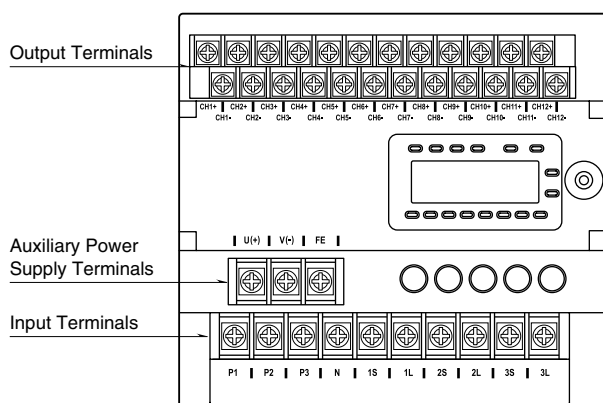 Output Terminals
CH1+ CH2+ CH3+ CH4+ CH5+ CH6+ CH7+ CH8+ CH9+ CH10+ CH11+ CH12+
CH1- CH2- CH3- CH4- CH5- CH6- CH7- CH8- CH9- CH10- CH11- CH12-
U(+) V(-) FE
Auxiliary Power
Supply Terminals
Input Terminals
P1 P2 P3 N 1S 1L 2S 2L 3S 3L